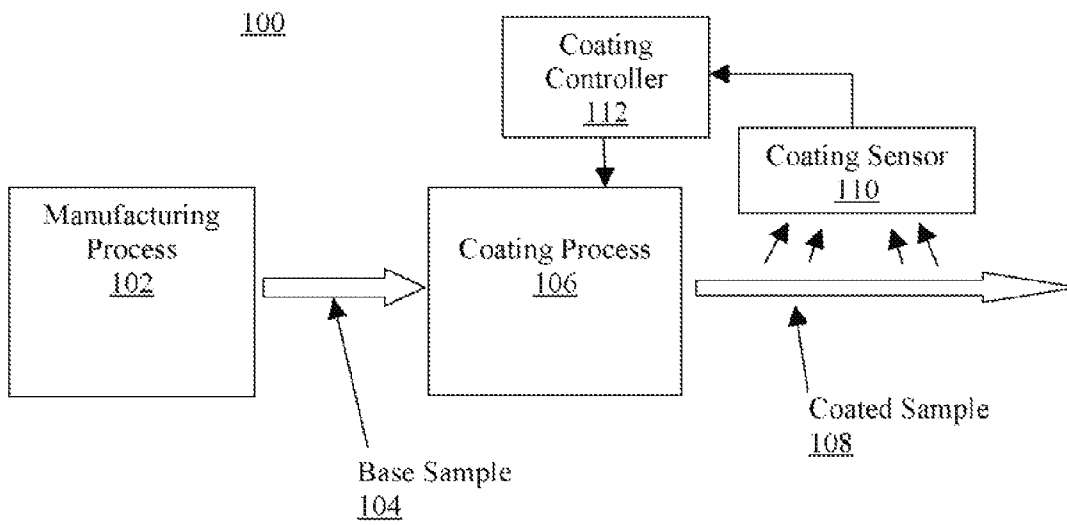 100
Coating
Controller
112
Coating Sensor
110
Manufacturing
Process
102
Coating Process
106
Coated Sample
108
Base Sample
104